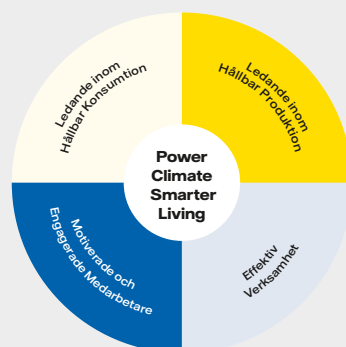 Ledande inom
Hållbar Konsumtion
Ledande inom
Hållbar Produktion
Power
Climate
Smarter
Living
Motiverade och
Engagerade Medarbetare
Effektiv
Verksamhet